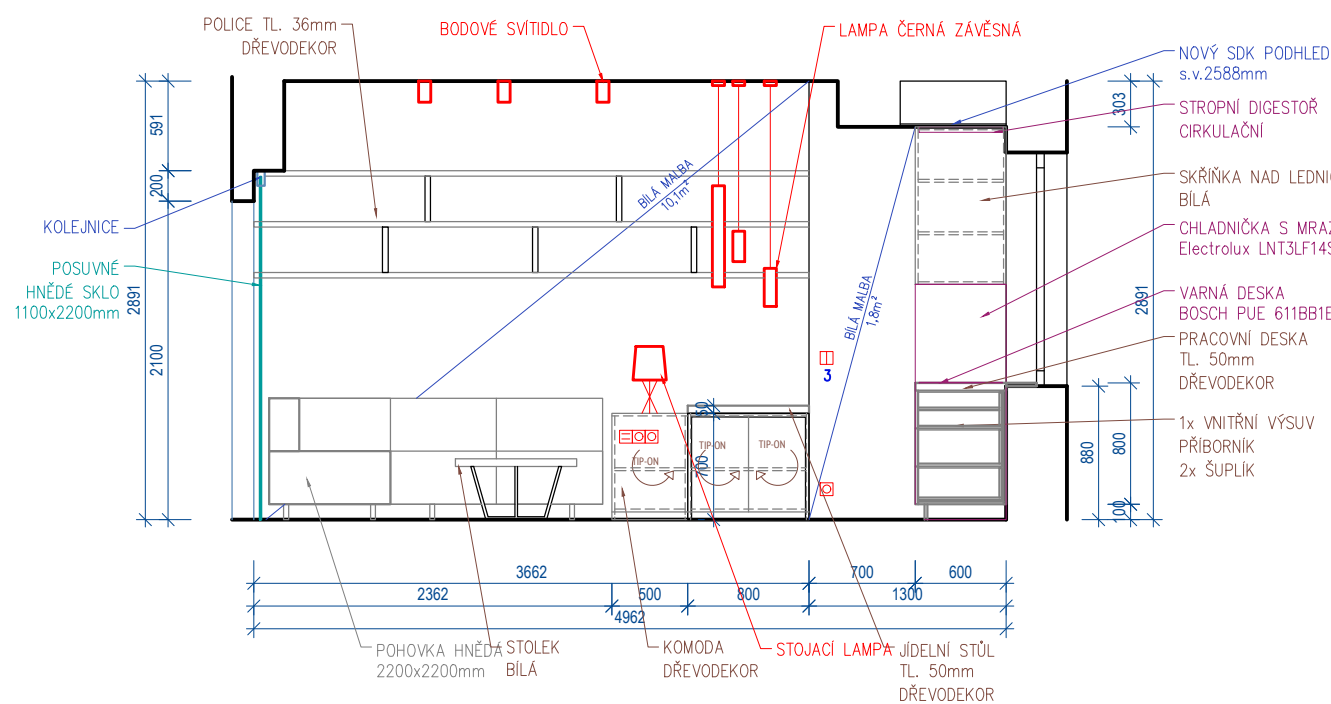 POLICE TL. 36mm
DŘEVODEKOR
BODOVÉ SVÍTIDLO
LAMPA ČERNÁ ZÁVĚSNÁ
NOVÝ SDK PODHLED
s.v.2588mm
STROPNÍ DIGESTOŘ
CIRKULAČNÍ
SKŘÍŇKA NAD LEDNI
BÍLÁ
CHLADNIČKA S MRAZ
Electrolux LNT3LF14S
VARNÁ DESKA
BOSCH PUE 611BB1E
PRACOVNÍ DESKA
TL. 50mm
DŘEVODEKOR
1x VNITŘNÍ VÝSUV
PŘÍBORNÍK
2x ŠUPLÍK
KOLEJNICE
POSUVNÉ
HNĚDÉ SKLO
1100x2200mm
591
200
2891
2100
BÍLÁ MALBA
10,1m²
BÍLÁ MALBA
1,8m²
303
2891
880
800
100
3
50
700
TIP-ON
TIP-ON
TIP-ON
3662
700
600
2362
500
800
1300
4962
POHOVKA HNĚDÁ
2200x2200mm
STOLEK
BÍLÁ
KOMODA
DŘEVODEKOR
STOJACÍ LAMPA
JÍDELNÍ STŮL
TL. 50mm
DŘEVODEKOR